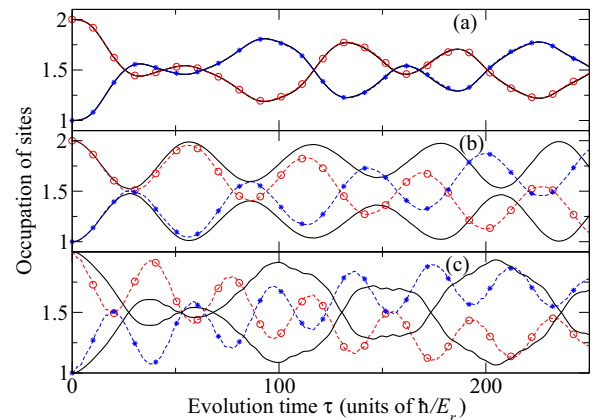 2
(a)
1.5
1
2
(b)
1.5
1
(c)
1.5
1
0
100
200
Occupation of sites
Evolution time τ (units of ħ/E_r)